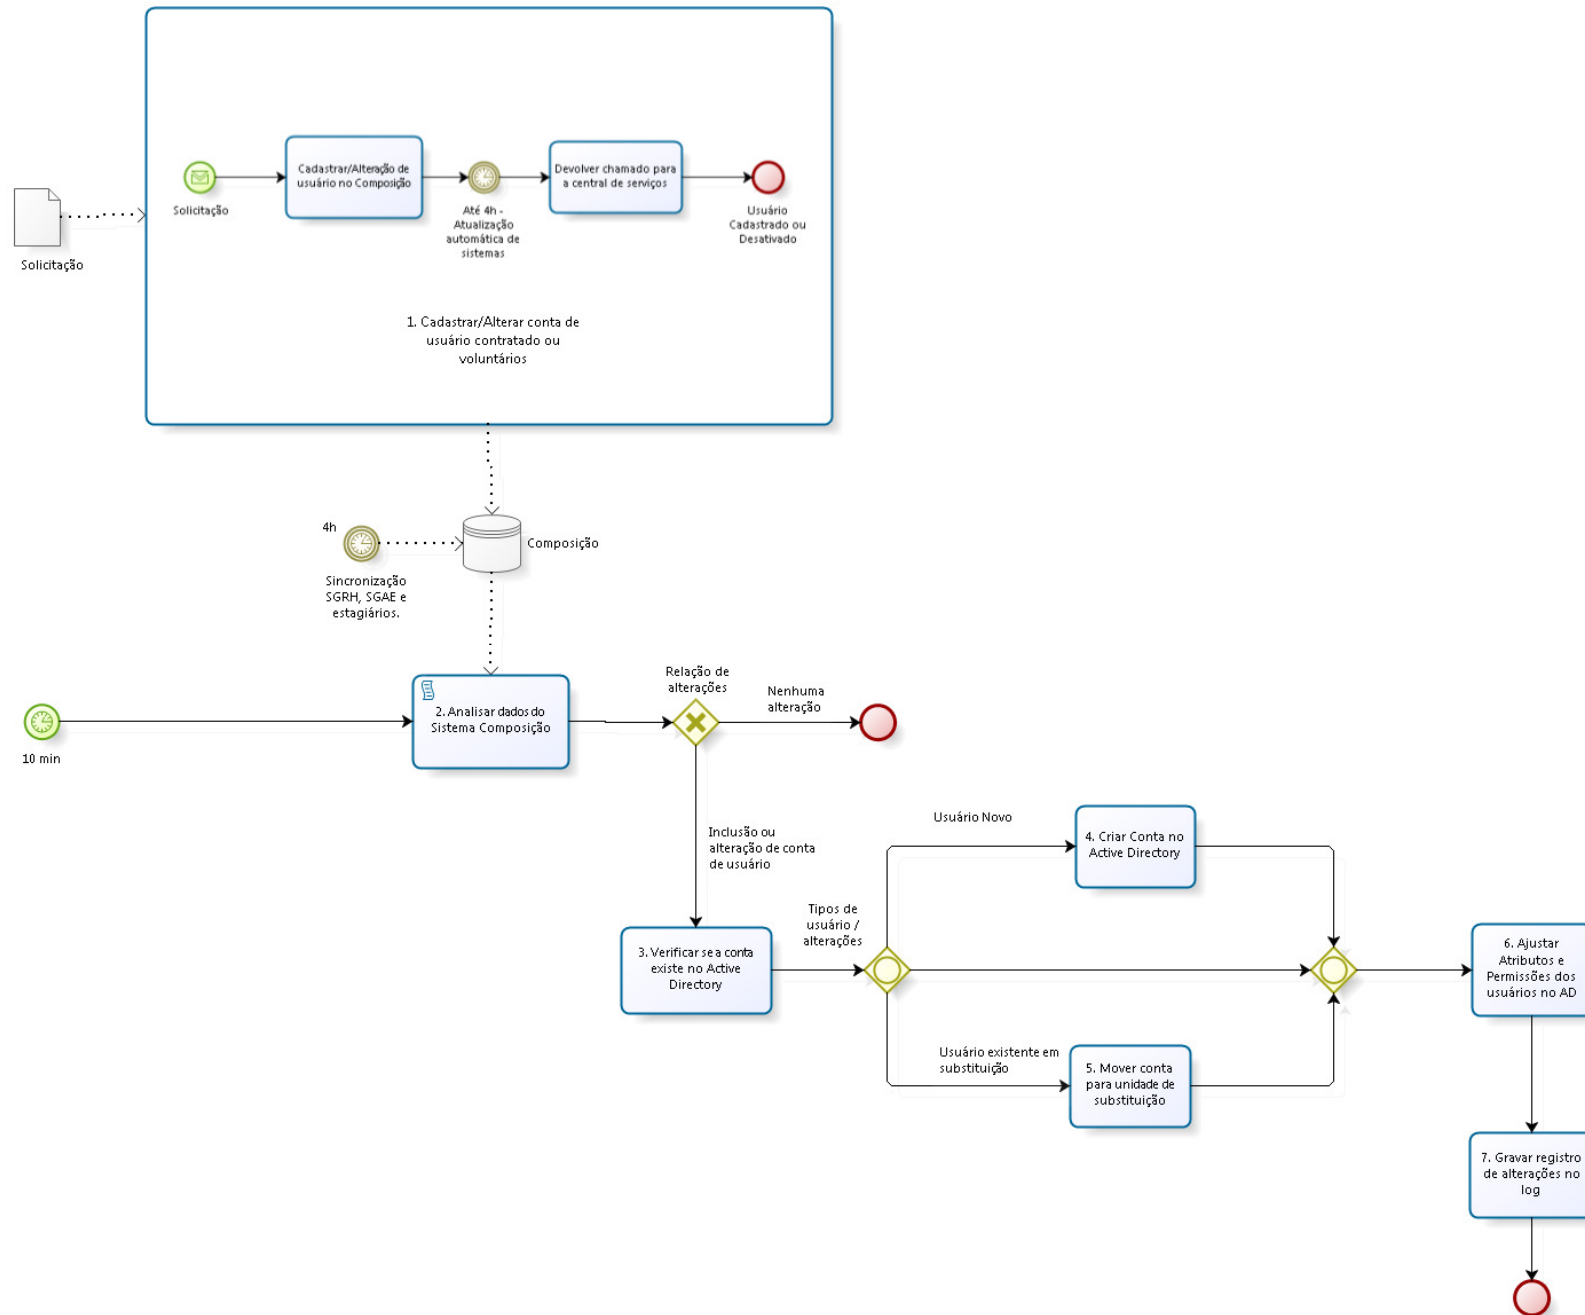 Cadastrar/Alteração de
usuário no Composição
Devolver chamado para
a central de serviços
Solicitação
Até 4h -
Atualização
automática de
sistemas
Usuário
Cadastrado ou
Desativado
Solicitação
1. Cadastrar/Alterar conta de
usuário contratado ou
voluntários
4h
Composição
Sincronização
SGRH, SGAE e
estagiários.
Relação de
alterações
Nenhuma
alteração
2. Analisar dados do
Sistema Composição
10 min
Inclusão ou
alteração de conta
de usuário
Usuário Novo
4. Criar Conta no
Active Directory
Tipos de
usuário /
alterações
3. Verificar se a conta
existe no Active
Directory
6. Ajustar
Atributos e
Permissões dos
usuários no AD
Usuário existente em
substituição
5. Mover conta
para unidade de
substituição
7. Gravar registro
de alterações no
log